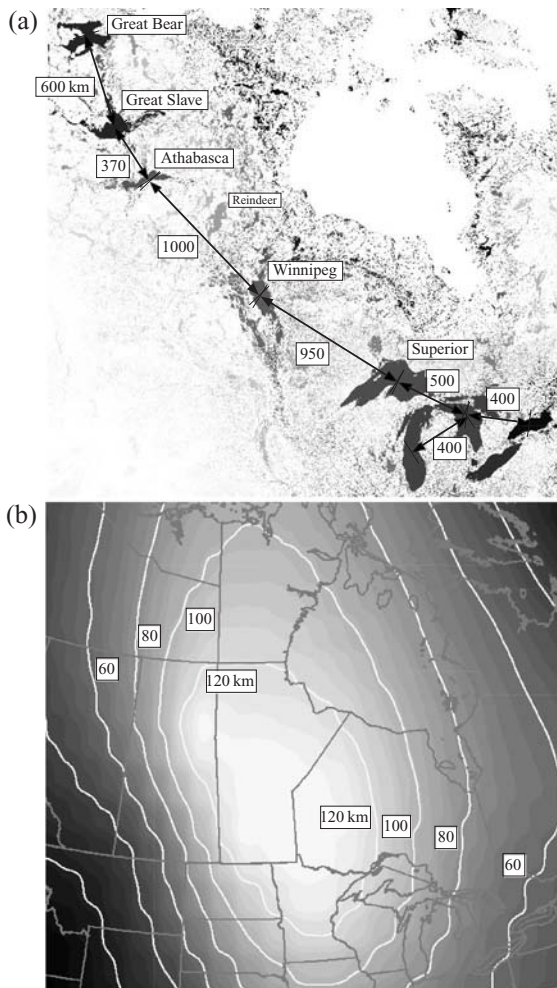 (a)
Great Bear
600 km
Great Slave
370
Athabasca
Reindeer
1000
Winnipeg
950
Superior
500
400
400
(b)
100
80
60
120 km
120 km
100
80
60